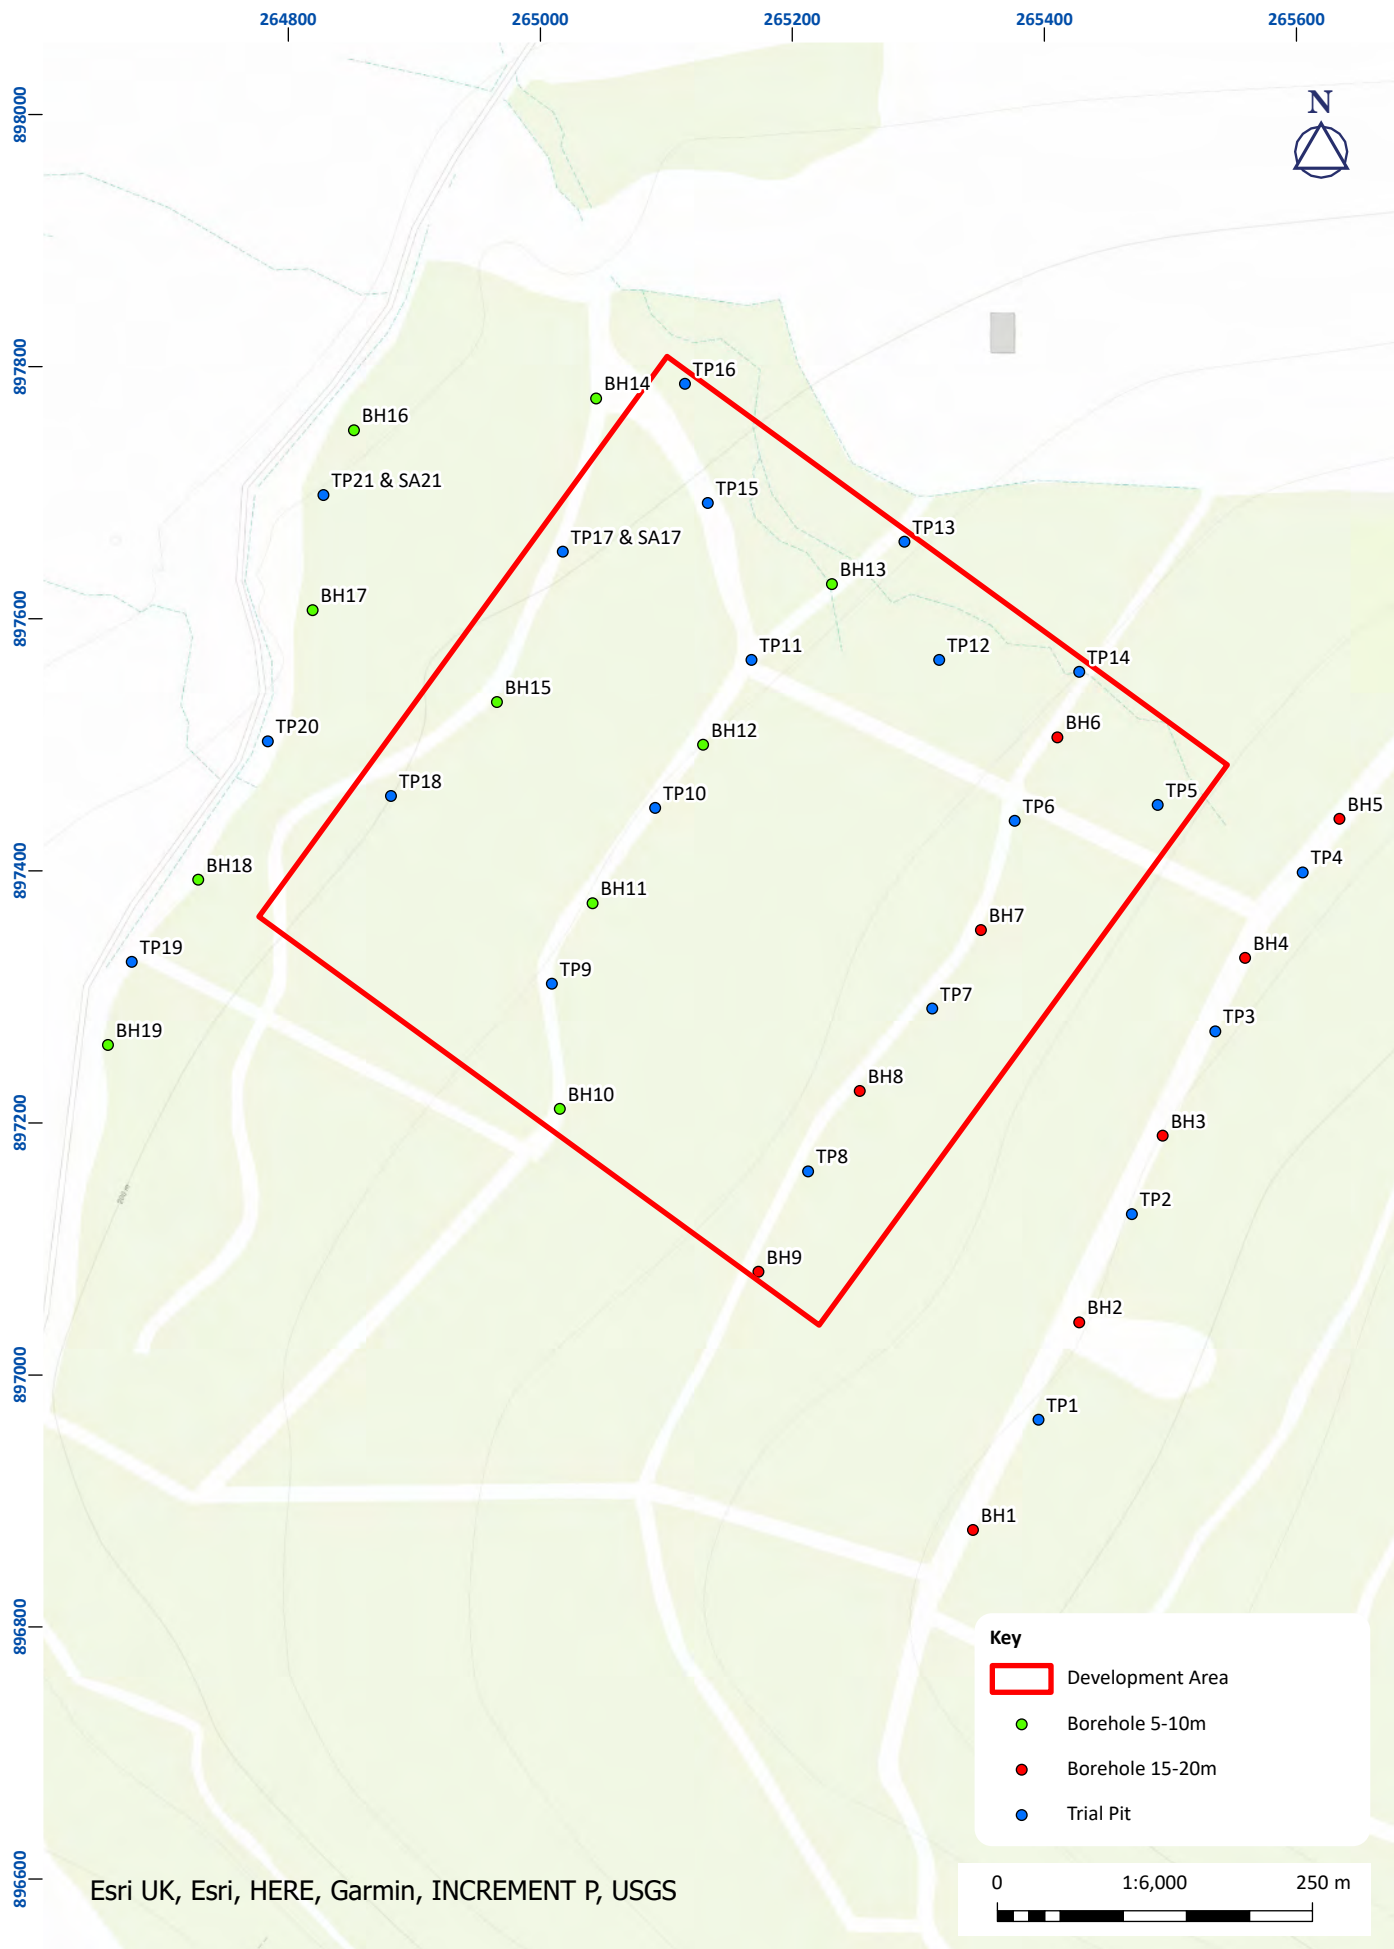 264800 265000 265200 265400 265600
898000
N
897800
TP16
BH14
BH16
TP21 & SA21
TP15
TP13
TP17 & SA17
BH13
BH17
897600
TP11
TP12
TP14
BH15
TP20
BH12
BH6
TP18
TP10
TP5
TP6
BH5
TP4
897400
BH18
BH11
BH7
TP19
BH4
TP9
TP7
TP3
BH19
BH8
BH10
897200
BH3
TP8
200 m
TP2
BH9
BH2
897000
TP1
BH1
896800
Key
Development Area
Borehole 5-10m
Borehole 15-20m
Trial Pit
896600
Esri UK, Esri, HERE, Garmin, INCREMENT P, USGS
0 1:6,000 250 m